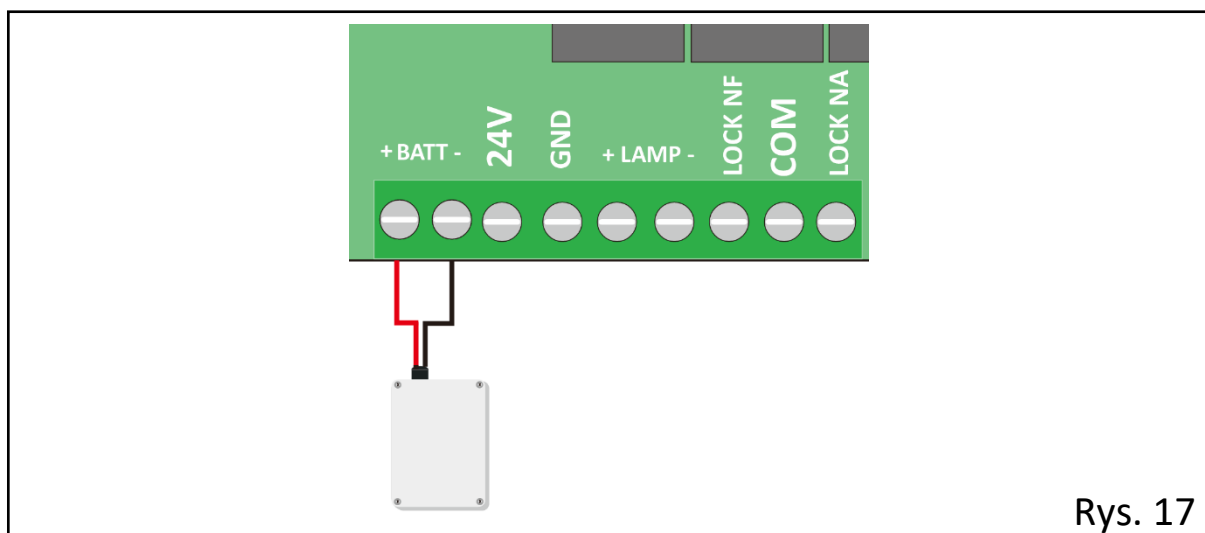 + BATT -
24V
GND
+ LAMP -
LOCK NF
COM
LOCK NA
Rys. 17